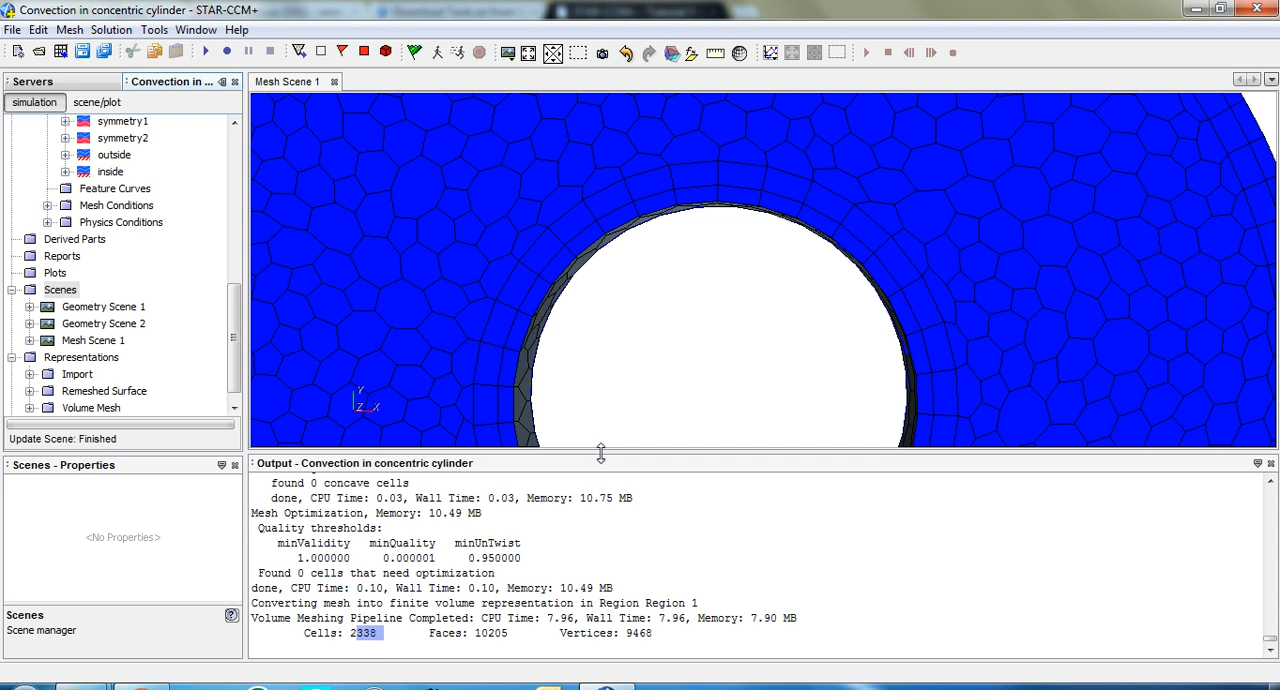 Convection in concentric cylinder - STAR-CCM+
File Edit Mesh Solution Tools Window Help
Servers
Convection in ...
Mesh Scene 1
simulation
scene/plot
symmetry1
symmetry2
outside
inside
Feature Curves
Mesh Conditions
Physics Conditions
Derived Parts
Reports
Plots
Scenes
Geometry Scene 1
Geometry Scene 2
Mesh Scene 1
Representations
Import
Remeshed Surface
Volume Mesh
Update Scene: Finished
Y
Z X
Scenes - Properties
<No Properties>
Scenes
Scene manager
Output - Convection in concentric cylinder
found 0 concave cells
done, CPU Time: 0.03, Wall Time: 0.03, Memory: 10.75 MB
Mesh Optimization, Memory: 10.49 MB
Quality thresholds:
minValidity minQuality minUnTwist
1.000000 0.000001 0.950000
Found 0 cells that need optimization
done, CPU Time: 0.10, Wall Time: 0.10, Memory: 10.49 MB
Converting mesh into finite volume representation in Region Region 1
Volume Meshing Pipeline Completed: CPU Time: 7.96, Wall Time: 7.96, Memory: 7.90 MB
Cells: 2338 Faces: 10205 Vertices: 9468